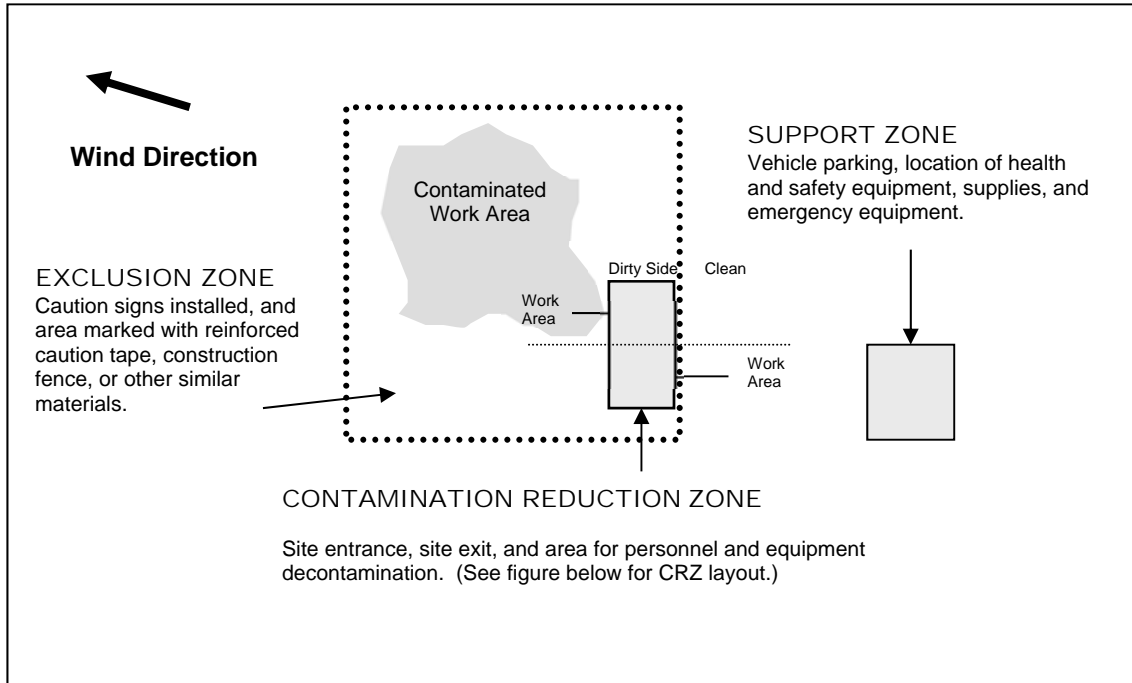 Wind Direction
SUPPORT ZONE
Vehicle parking, location of health
and safety equipment, supplies, and
emergency equipment.
Contaminated
Work Area
EXCLUSION ZONE
Caution signs installed, and
area marked with reinforced
caution tape, construction
fence, or other similar
materials.
Dirty Side
Clean
Work
Area
Work
Area
CONTAMINATION REDUCTION ZONE
Site entrance, site exit, and area for personnel and equipment
decontamination. (See figure below for CRZ layout.)